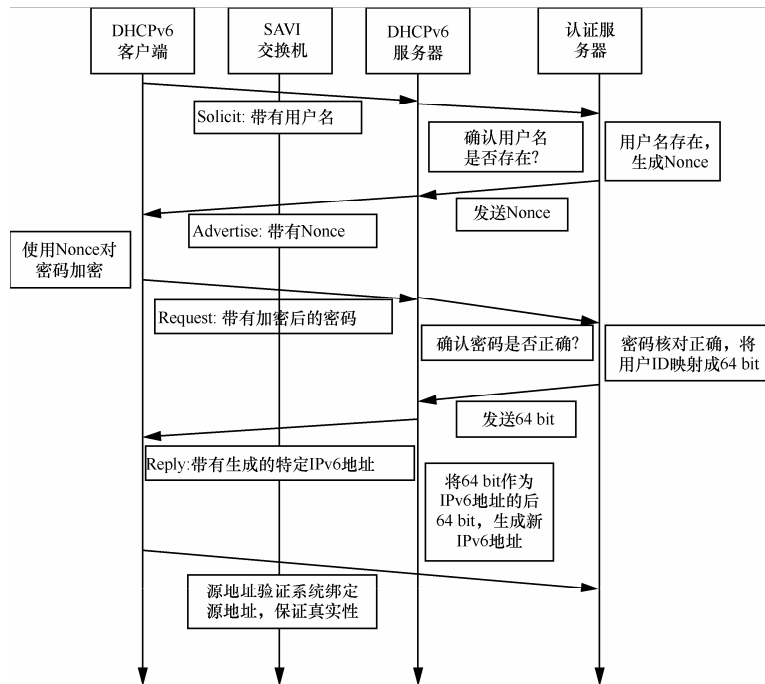 DHCPv6
客户端
SAVI
交换机
DHCPv6
服务器
认证服
务器
Solicit: 带有用户名
确认用户名
是否存在?
用户名存在，
生成Nonce
发送Nonce
Advertise: 带有Nonce
使用Nonce对
密码加密
Request: 带有加密后的密码
确认密码是否正确?
密码核对正确，将
用户ID映射成64 bit
发送64 bit
Reply:带有生成的特定IPv6地址
将64 bit作为
IPv6地址的后
64 bit，生成新
IPv6地址
源地址验证系统绑定
源地址，保证真实性